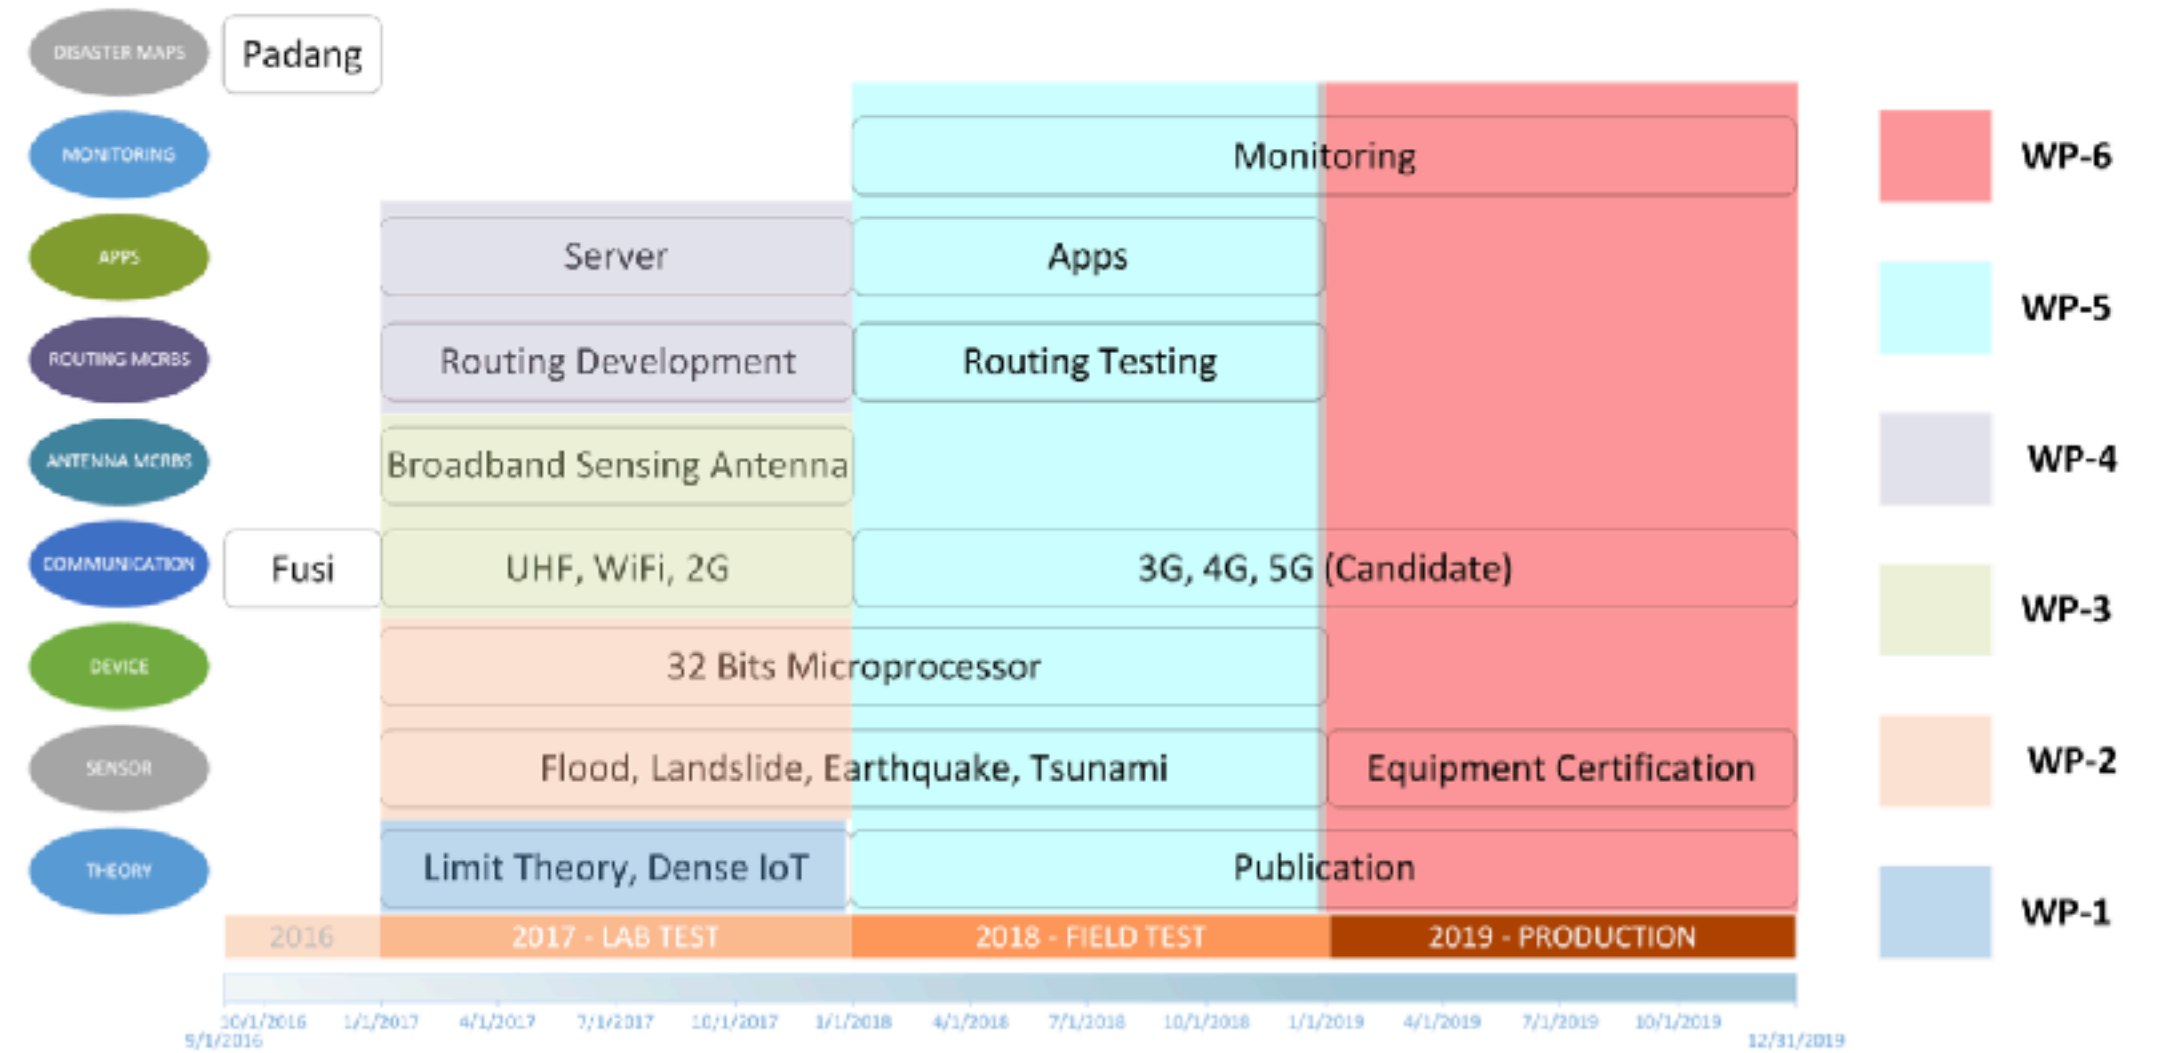 DISASTER MAPS Padang
MONITORING Monitoring WP-6
APPS Server Apps
WP-5
ROUTING MCRBS Routing Development Routing Testing
ANTENNA MCRBS Broadband Sensing Antenna WP-4
COMMUNICATION Fusi UHF, WiFi, 2G 3G, 4G, 5G (Candidate)
WP-3
DEVICE 32 Bits Microprocessor
SENSOR Flood, Landslide, Earthquake, Tsunami Equipment Certification WP-2
THEORY Limit Theory, Dense IoT Publication
WP-1
2016 2017 - LAB TEST 2018 - FIELD TEST 2019 - PRODUCTION
10/1/2016 1/1/2017 4/1/2017 7/1/2017 10/1/2017 1/1/2018 4/1/2018 7/1/2018 10/1/2018 1/1/2019 4/1/2019 7/1/2019 10/1/2019
9/1/2016 12/31/2019